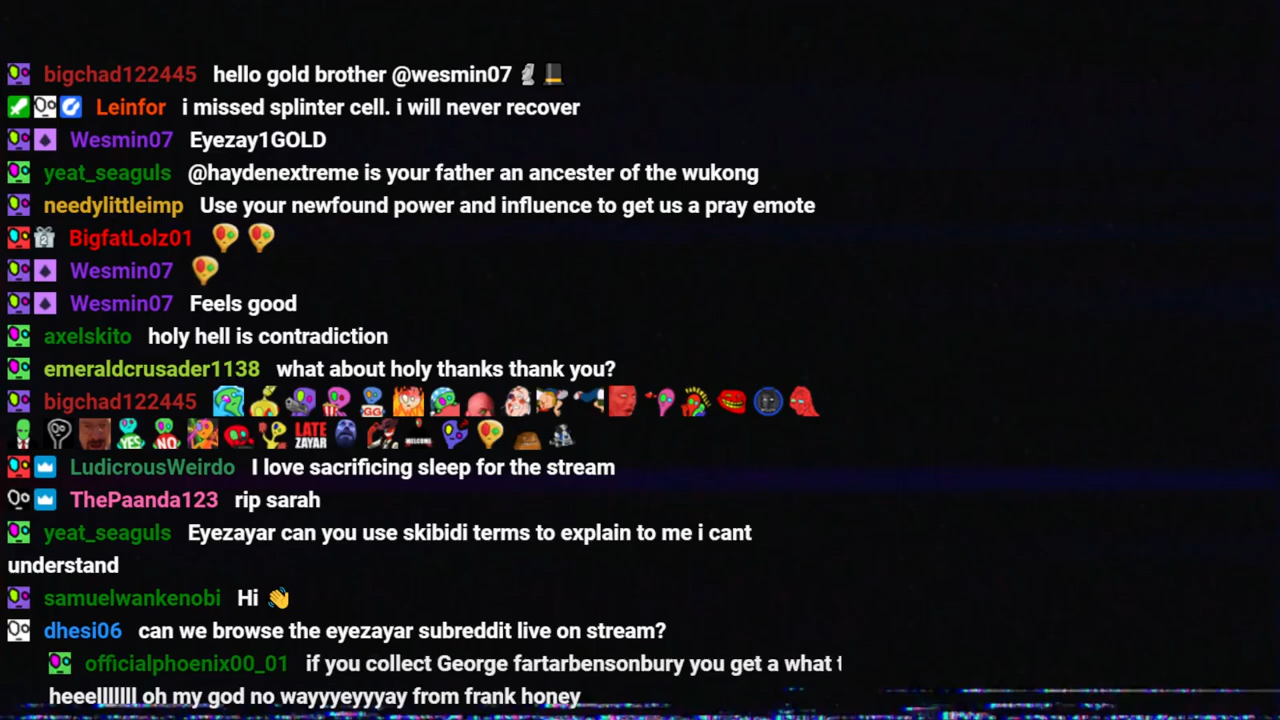 bigchad122445 hello gold brother @wesmin07
Leinfor i missed splinter cell. i will never recover
Wesmin07 Eyezay1GOLD
yeat_seaguls @haydenextreme is your father an ancester of the wukong
needylittleimp Use your newfound power and influence to get us a pray emote
BigfatLolz01
Wesmin07
Wesmin07 Feels good
axelskito holy hell is contradiction
emeraldcrusader1138 what about holy thanks thank you?
bigchad122445 GG
YES NO LATE ZAYAR WELCOME
LudicrousWeirdo I love sacrificing sleep for the stream
ThePaanda123 rip sarah
yeat_seaguls Eyezayar can you use skibidi terms to explain to me i cant
understand
samuelwankenobi Hi 👋
dhesi06 can we browse the eyezayar subreddit live on stream?
officialphoenix00_01 if you collect George fartarbensonbury you get a what t
heeelllllll oh my god no wayyyeyyyay from frank honey